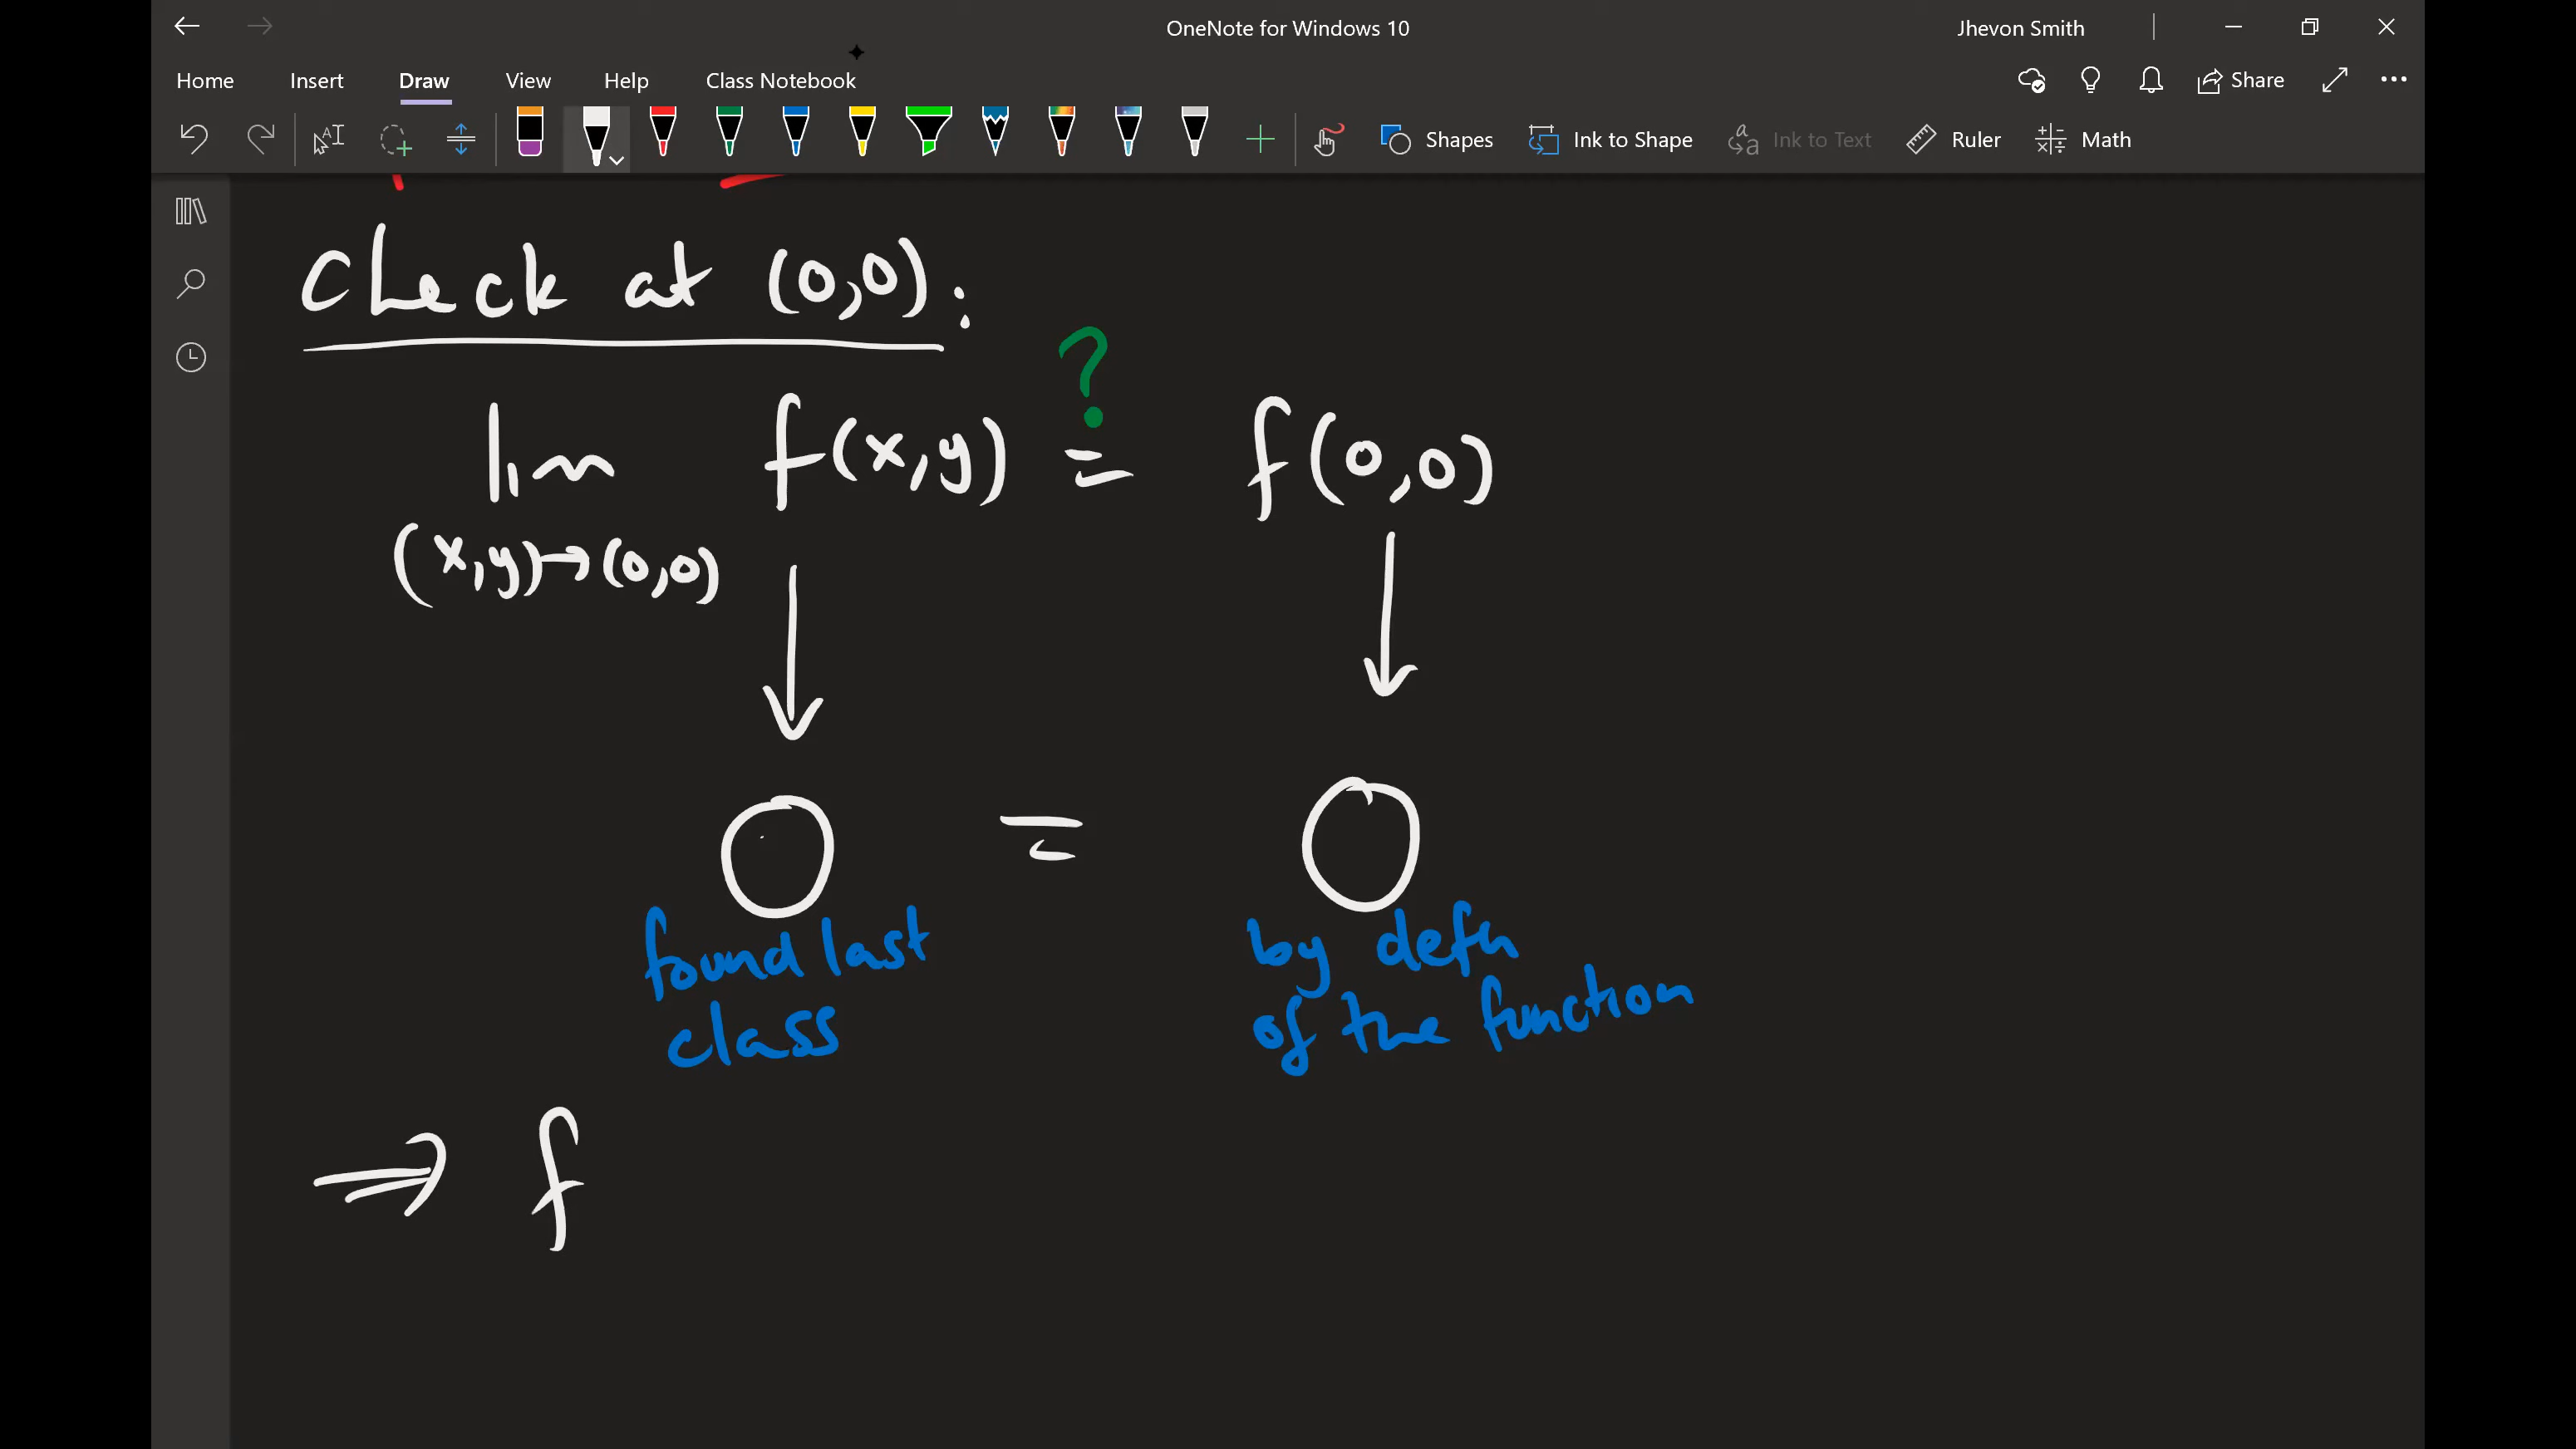 OneNote for Windows 10
Jhevon Smith
Home Insert Draw View Help Class Notebook
Share
Shapes Ink to Shape Ink to Text Ruler Math
Check at (0,0):
?
lim f(x,y) = f(0,0)
(x,y)→(0,0)
0 = 0
found last
class
by defn
of the function
⇒ f